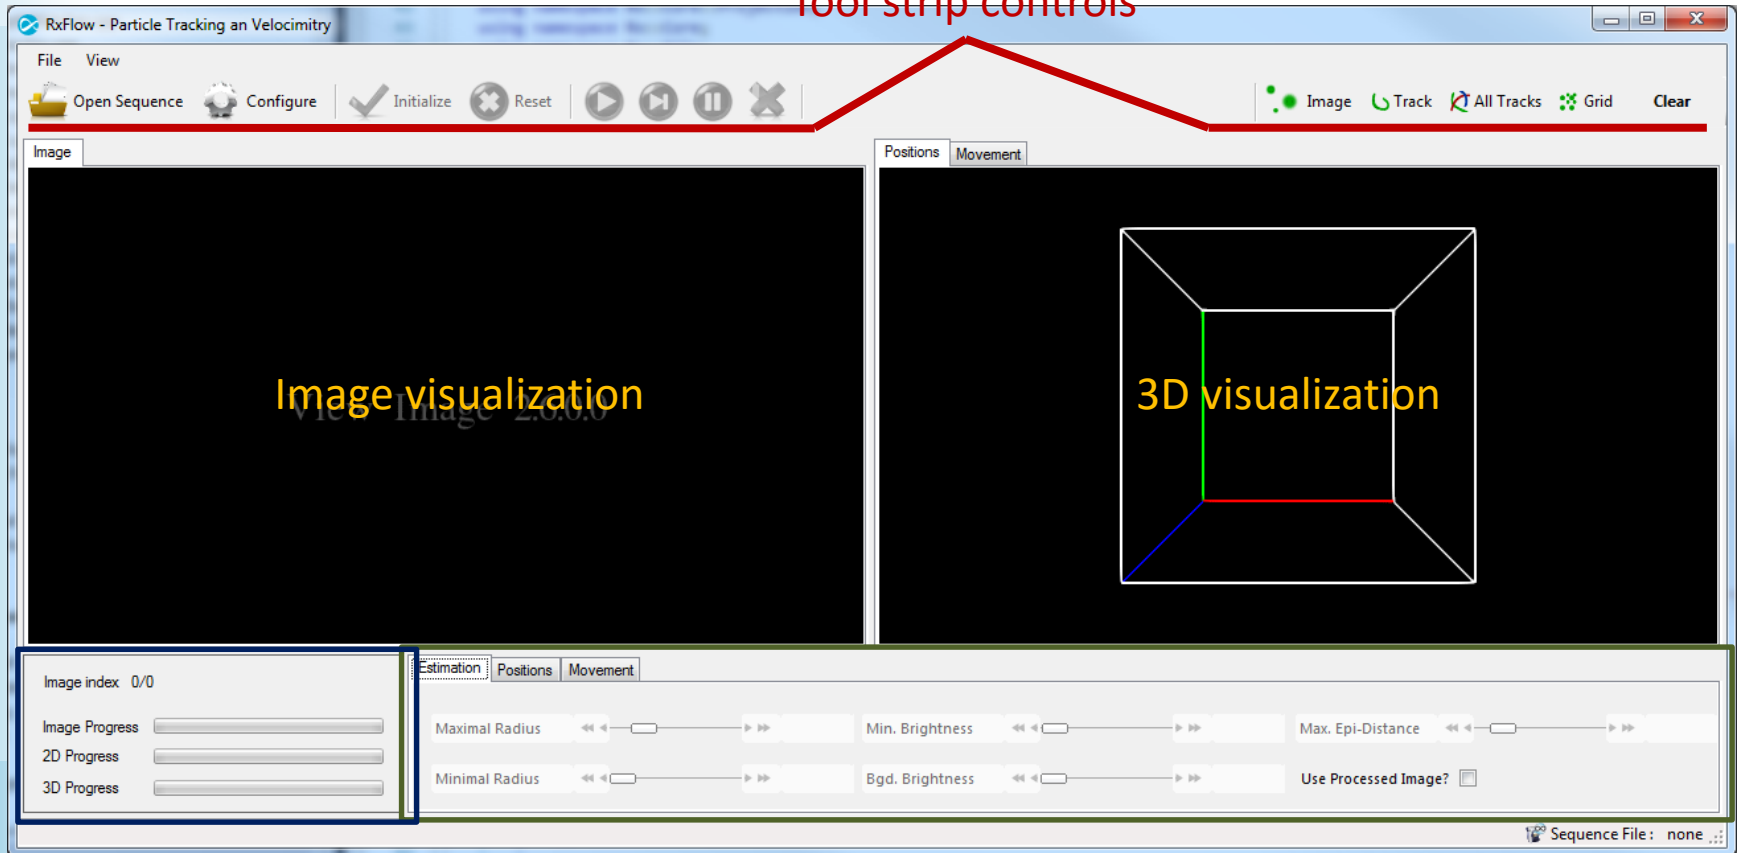 Tool strip controls
RxFlow - Particle Tracking an Velocimitry
File View
Open Sequence Configure Initialize Reset Image Track All Tracks Grid Clear
Image
Positions Movement
Image visualization
View Image 2.6.0.0
3D visualization
Image index 0/0
Image Progress
2D Progress
3D Progress
Estimation Positions Movement
Maximal Radius Min. Brightness Max. Epi-Distance
Minimal Radius Bgd. Brightness Use Processed Image?
Sequence File : none